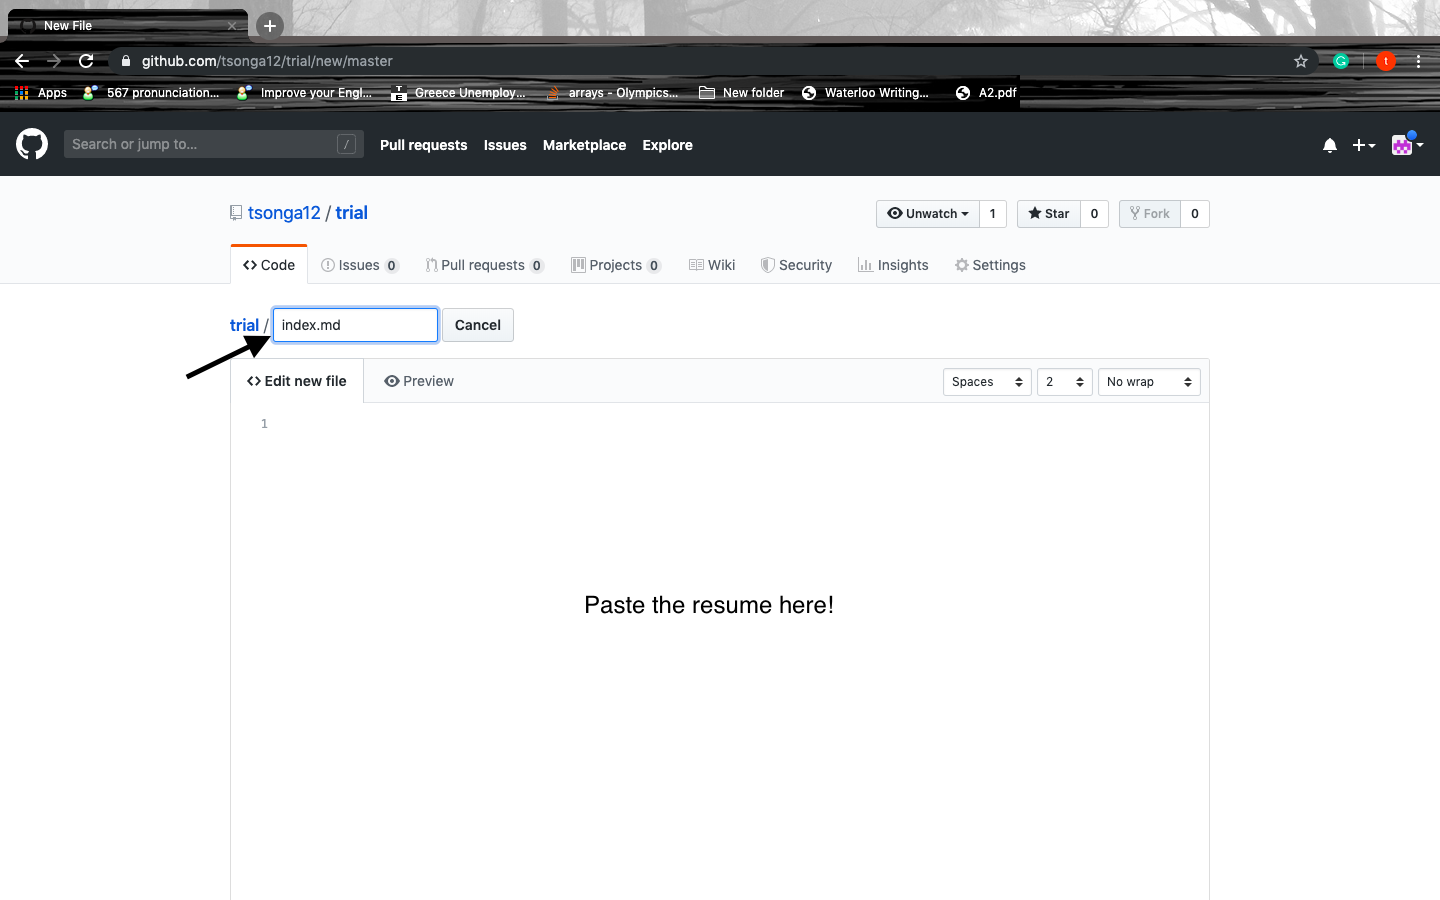 New File
github.com/tsonga12/trial/new/master
Apps 567 pronunciation... Improve your Engl... Greece Unemploy... arrays - Olympics... New folder Waterloo Writing... A2.pdf
Search or jump to... / Pull requests Issues Marketplace Explore
tsonga12 / trial Unwatch 1 Star 0 Fork 0
Code Issues 0 Pull requests 0 Projects 0 Wiki Security Insights Settings
trial / index.md Cancel
<> Edit new file Preview Spaces 2 No wrap
1
Paste the resume here!